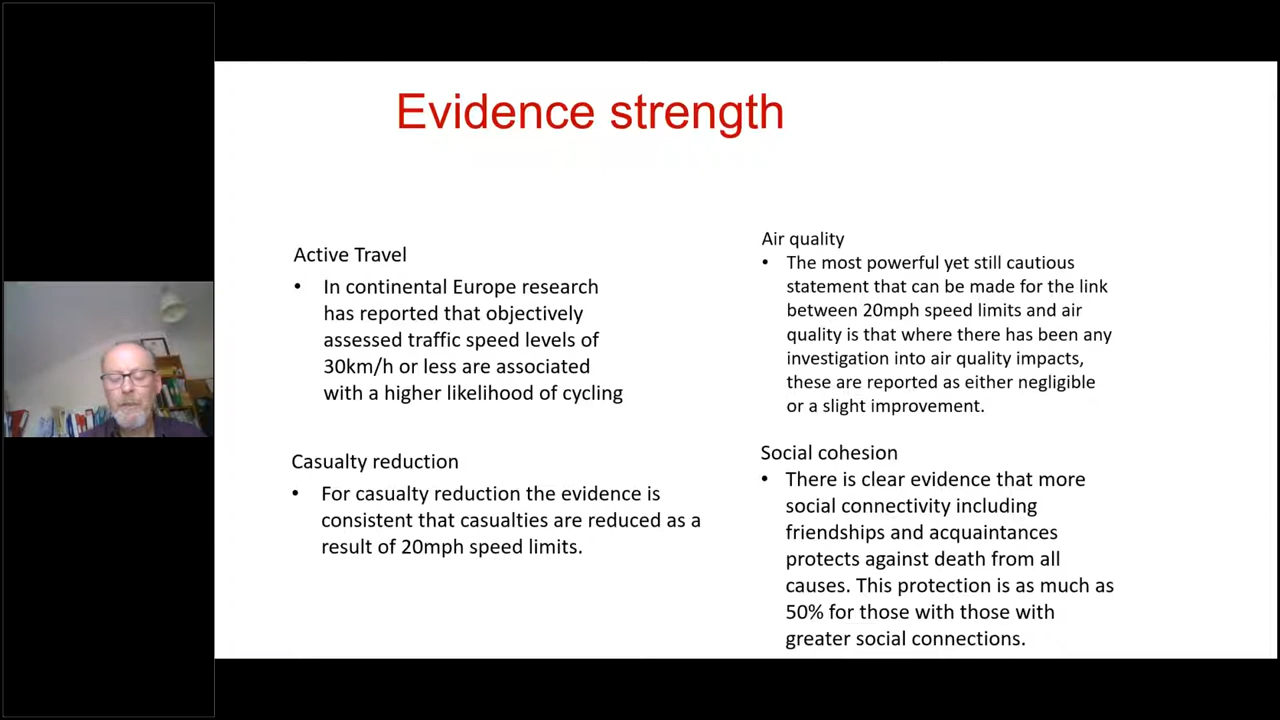 Evidence strength
Active Travel
• In continental Europe research
has reported that objectively
assessed traffic speed levels of
30km/h or less are associated
with a higher likelihood of cycling
Casualty reduction
• For casualty reduction the evidence is
consistent that casualties are reduced as a
result of 20mph speed limits.
Air quality
• The most powerful yet still cautious
statement that can be made for the link
between 20mph speed limits and air
quality is that where there has been any
investigation into air quality impacts,
these are reported as either negligible
or a slight improvement.
Social cohesion
• There is clear evidence that more
social connectivity including
friendships and acquaintances
protects against death from all
causes. This protection is as much as
50% for those with those with
greater social connections.